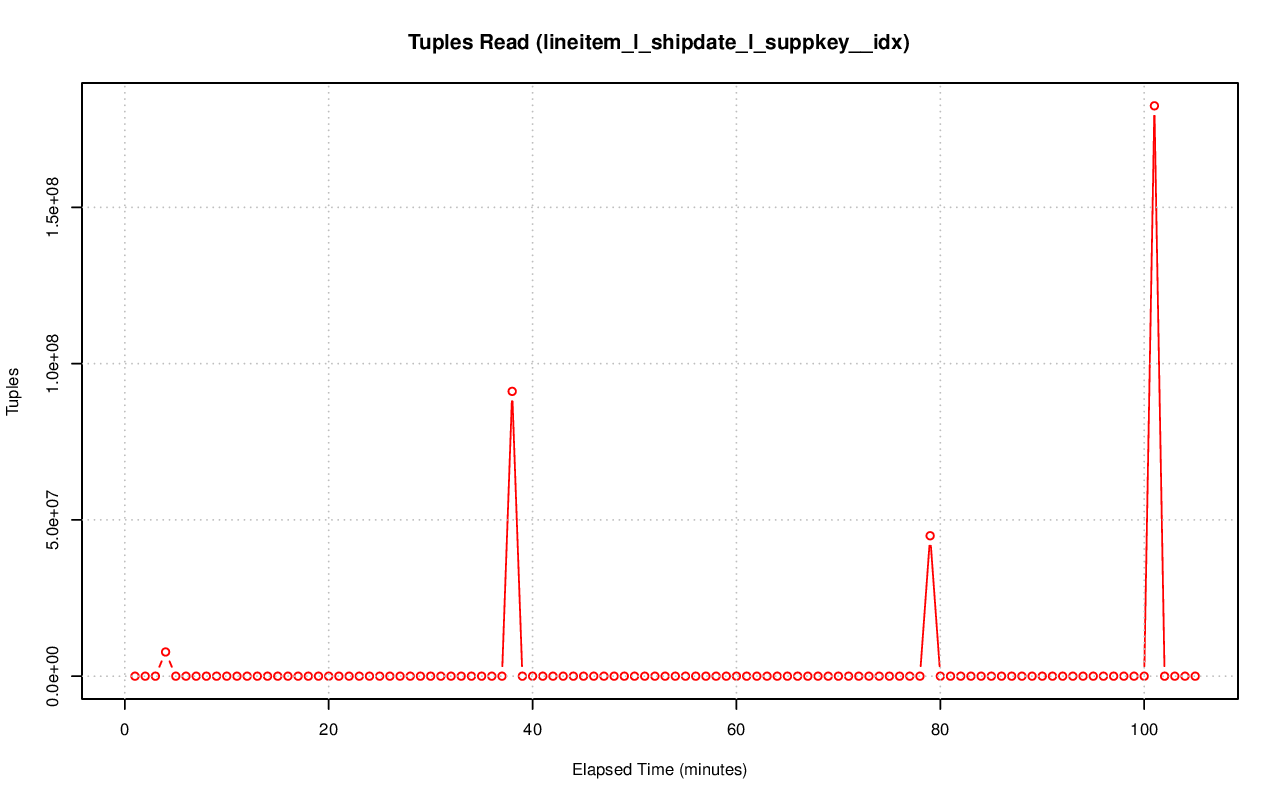 Tuples Read (lineitem_l_shipdate_l_suppkey__idx)
Tuples
1.5e+08
1.0e+08
5.0e+07
0.0e+00
0 20 40 60 80 100
Elapsed Time (minutes)